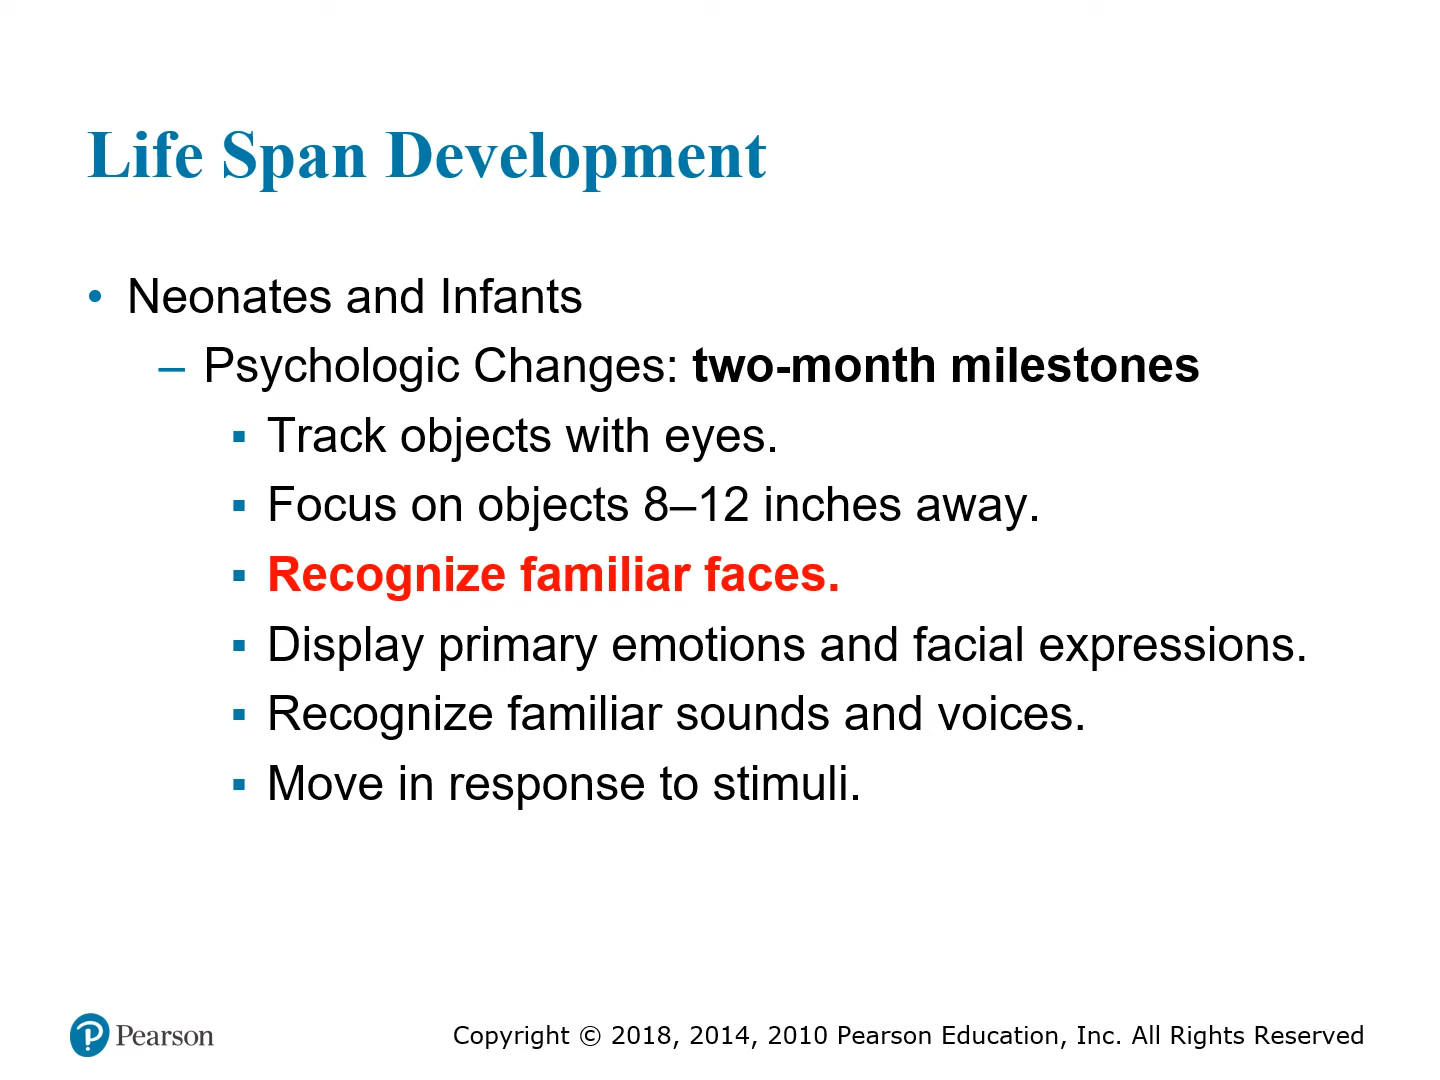 Life Span Development
• Neonates and Infants
– Psychologic Changes: two-month milestones
▪ Track objects with eyes.
▪ Focus on objects 8–12 inches away.
▪ Recognize familiar faces.
▪ Display primary emotions and facial expressions.
▪ Recognize familiar sounds and voices.
▪ Move in response to stimuli.
Pearson
Copyright © 2018, 2014, 2010 Pearson Education, Inc. All Rights Reserved